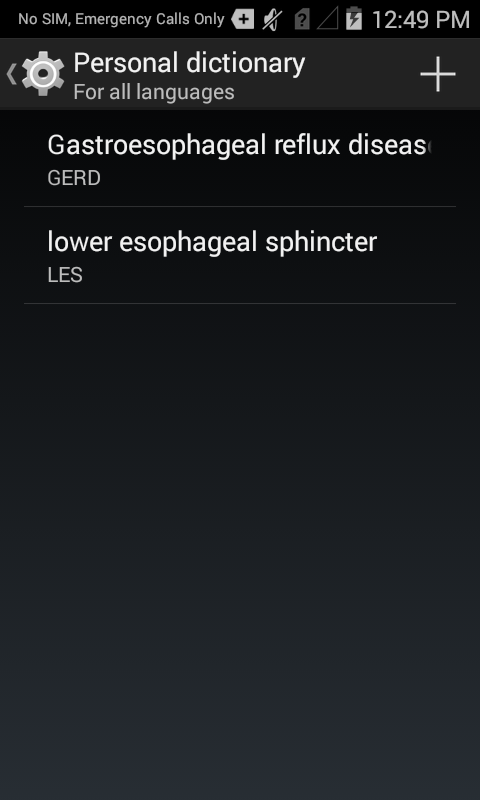 No SIM, Emergency Calls Only 12:49 PM
Personal dictionary
For all languages
Gastroesophageal reflux diseas
GERD
lower esophageal sphincter
LES